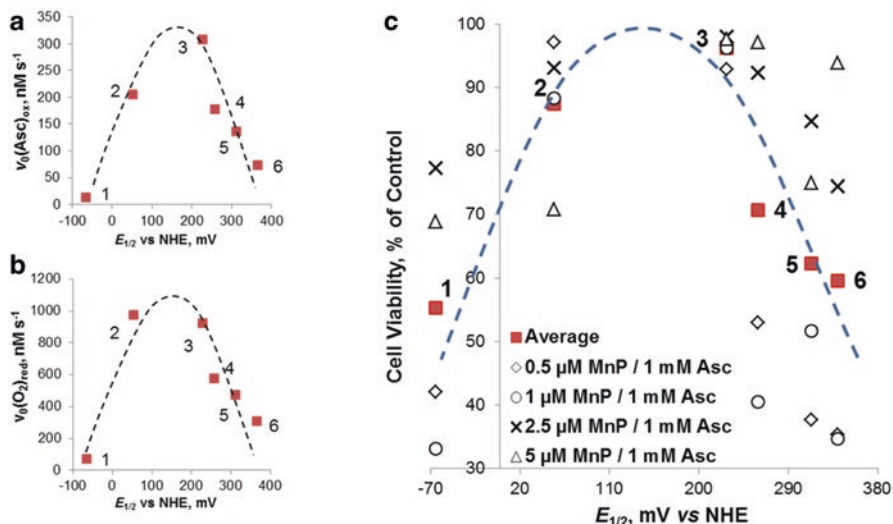 a
v₀(Asc)ox, nM s⁻¹
350
300
250
200
150
100
50
0
1
2
3
4
5
6
-100 0 100 200 300 400
E1/2 vs NHE, mV
b
v₀(O₂)red, nM s⁻¹
1200
1000
800
600
400
200
0
1
2
3
4
5
6
-100 0 100 200 300 400
E1/2 vs NHE, mV
c
Cell Viability, % of Control
100
90
80
70
60
50
40
30
1
2
3
4
5
6
Average
0.5 µM MnP / 1 mM Asc
1 µM MnP / 1 mM Asc
2.5 µM MnP / 1 mM Asc
5 µM MnP / 1 mM Asc
-70 20 110 200 290 380
E1/2, mV vs NHE